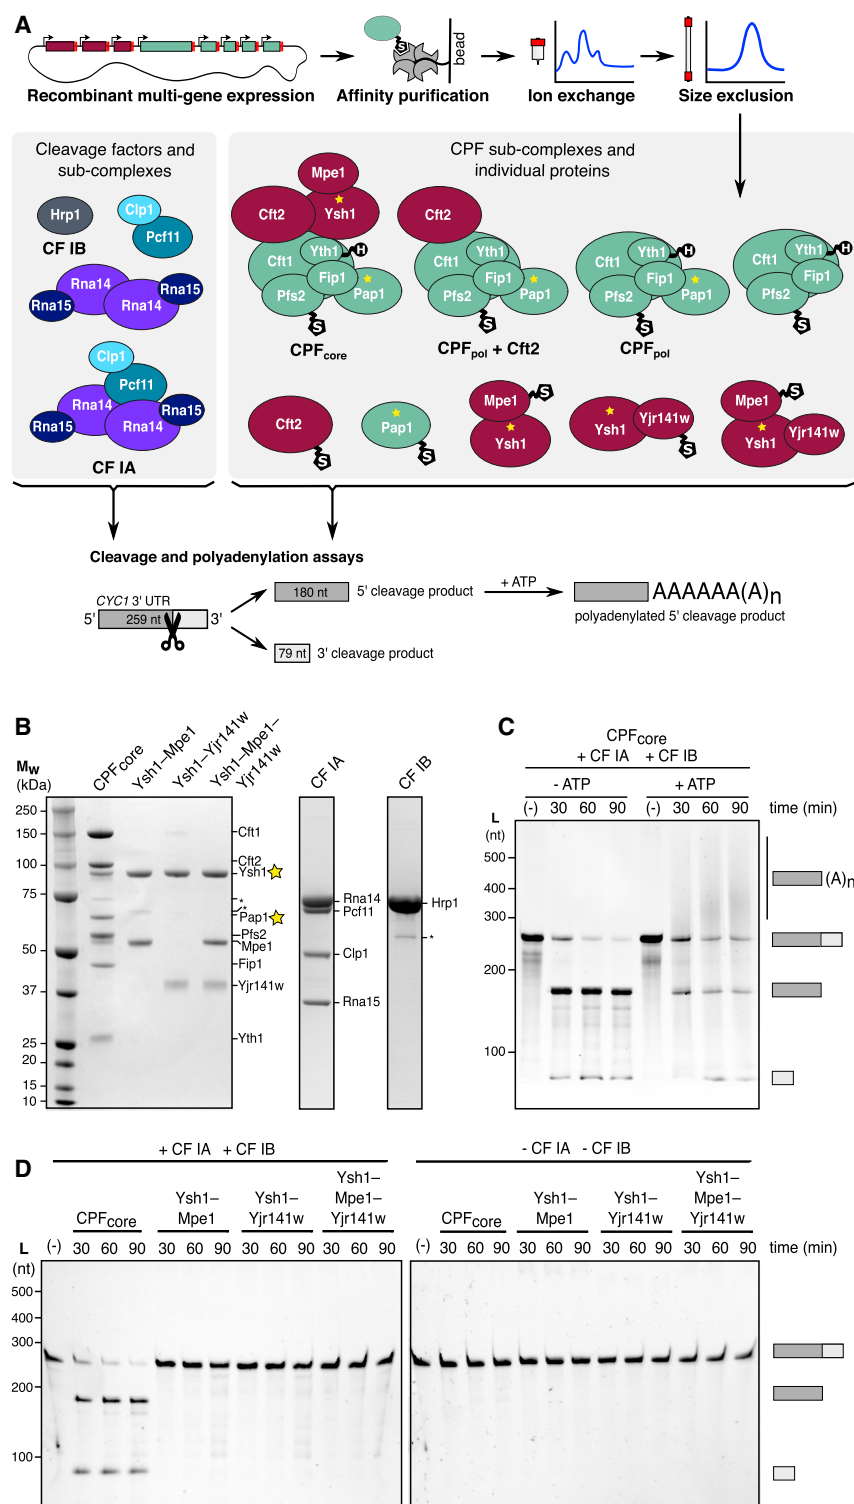 A
bead
S
Recombinant multi-gene expression
Affinity purification
Ion exchange
Size exclusion
Cleavage factors and
sub-complexes
CPF sub-complexes and
individual proteins
Hrp1
CF IB
Clp1
Pcf11
Rna14
Rna15
Rna14
Rna15
Clp1
Pcf11
Rna14
Rna15
Rna14
Rna15
CF IA
Mpe1
Cft2
Ysh1
Cft1
Yth1
H
Fip1
Pfs2
Pap1
S
CPFcore
Cft2
Cft1
Yth1
Fip1
Pfs2
Pap1
S
CPFpol + Cft2
Yth1
H
Cft1
Fip1
Pfs2
Pap1
S
CPFpol
Yth1
H
Cft1
Fip1
Pfs2
S
Cft2
S
Pap1
S
Mpe1
S
Ysh1
Ysh1
Yjr141w
S
Mpe1
S
Ysh1
Yjr141w
Cleavage and polyadenylation assays
CYC1 3' UTR
5' 259 nt 3'
180 nt 5' cleavage product
+ ATP
AAAAAA(A)n
polyadenylated 5' cleavage product
79 nt 3' cleavage product
B
Mw
(kDa)
CPFcore
Ysh1–Mpe1
Ysh1–Yjr141w
Ysh1–Mpe1–
Yjr141w
CF IA
CF IB
250
150
100
75
50
37
25
20
15
10
Cft1
Cft2
Ysh1
*
*
Pap1
Pfs2
Mpe1
Fip1
Yjr141w
Yth1
Rna14
Pcf11
Clp1
Rna15
Hrp1
*
C
CPFcore
+ CF IA + CF IB
- ATP + ATP
(-) 30 60 90 (-) 30 60 90 time (min)
L
(nt)
500
400
300
200
100
(A)n
D
+ CF IA + CF IB
- CF IA - CF IB
CPFcore
Ysh1–
Mpe1
Ysh1–
Yjr141w
Ysh1–
Mpe1–
Yjr141w
CPFcore
Ysh1–
Mpe1
Ysh1–
Yjr141w
Ysh1–
Mpe1–
Yjr141w
L (-) 30 60 90 30 60 90 30 60 90 30 60 90 (-) 30 60 90 30 60 90 30 60 90 30 60 90 time (min)
(nt)
500
400
300
200
100